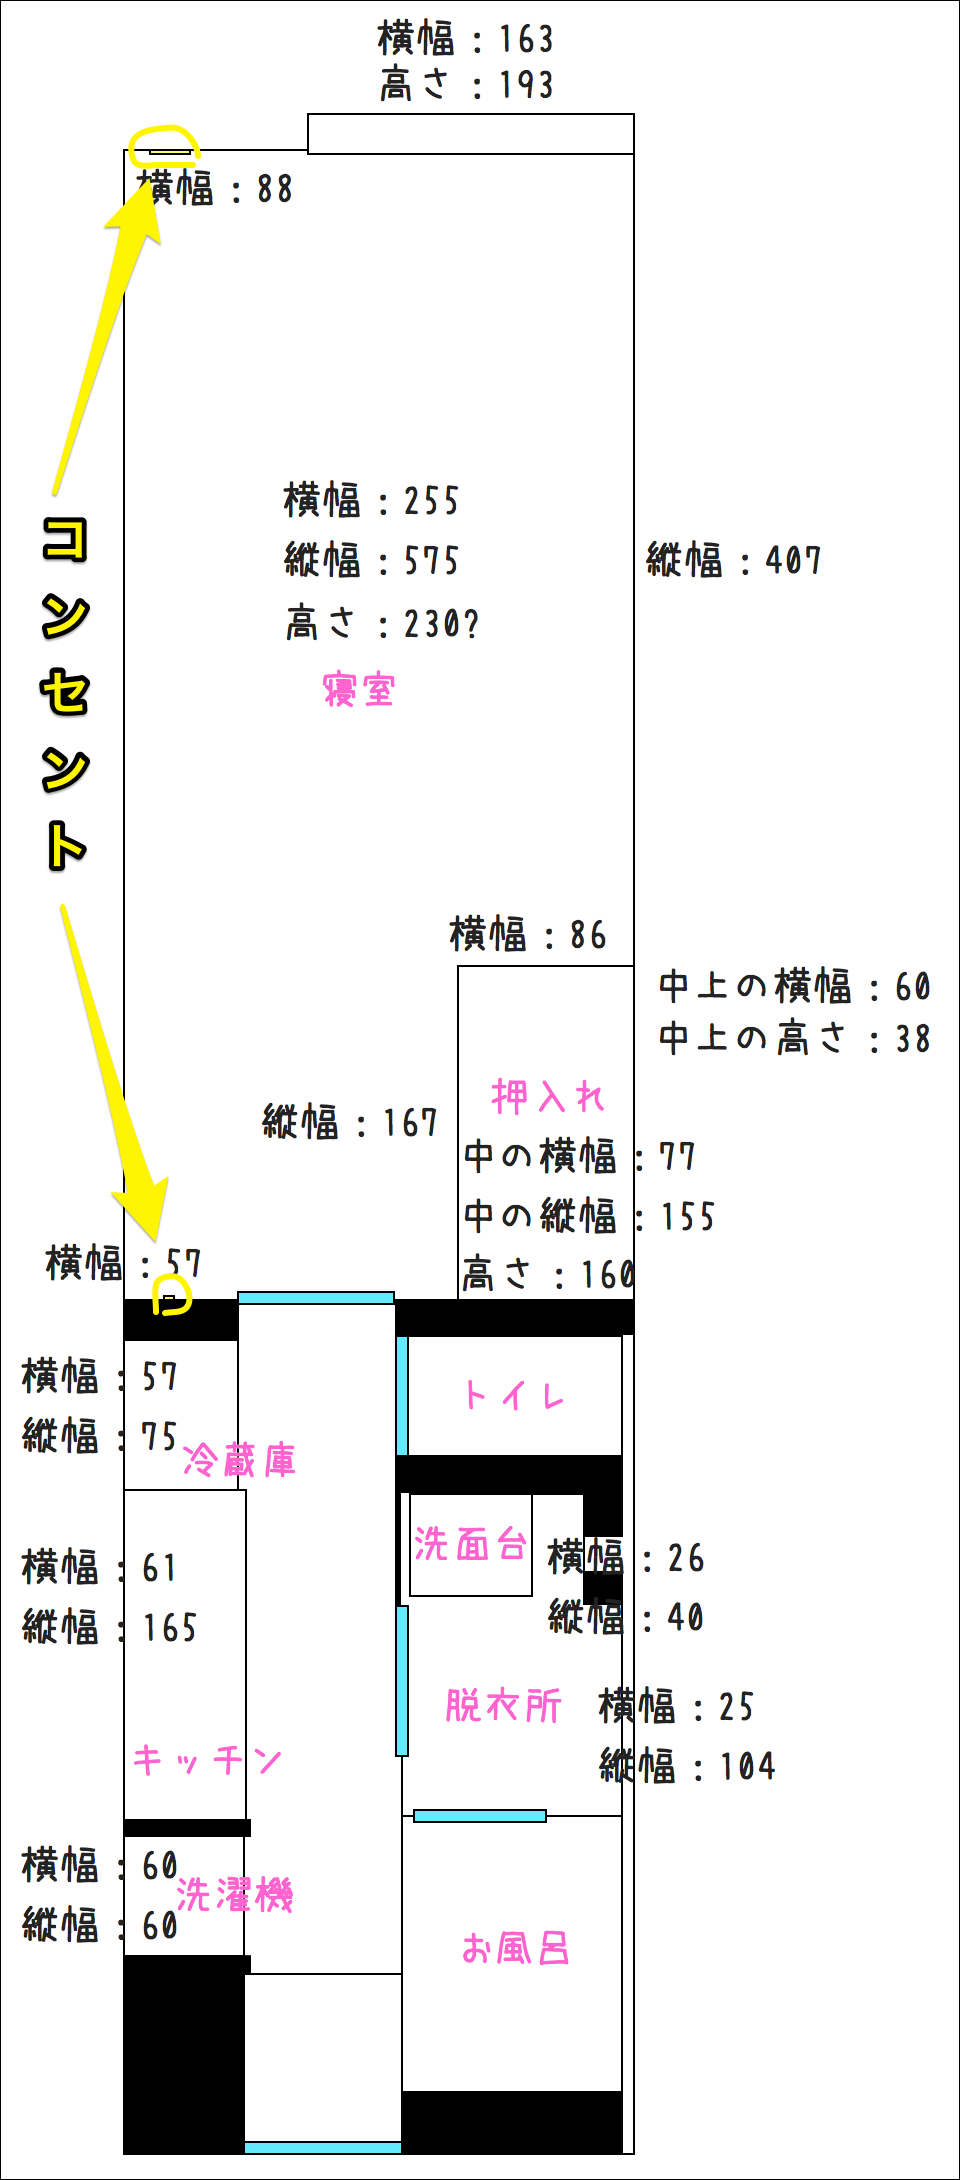 横幅：163
高さ：193
横幅：88
コンセント
横幅：255
縦幅：575
高さ：230?
寝室
縦幅：407
横幅：86
中上の横幅：60
中上の高さ：38
押入れ
縦幅：167
中の横幅：77
中の縦幅：155
高さ：160
横幅：57
横幅：57
縦幅：75
冷蔵庫
トイレ
洗面台
横幅：26
縦幅：40
横幅：61
縦幅：165
脱衣所
横幅：25
縦幅：104
キッチン
横幅：60
縦幅：60
洗濯機
お風呂